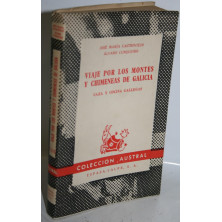 JOSÉ MARÍA CASTROVIEJO
ÁLVARO CUNQUEIRO
VIAJE POR LOS MONTES
Y CHIMENEAS DE GALICIA
CAZA Y COCINA GALLEGAS
COLECCIÓN AUSTRAL
ESPASA-CALPE, S. A.